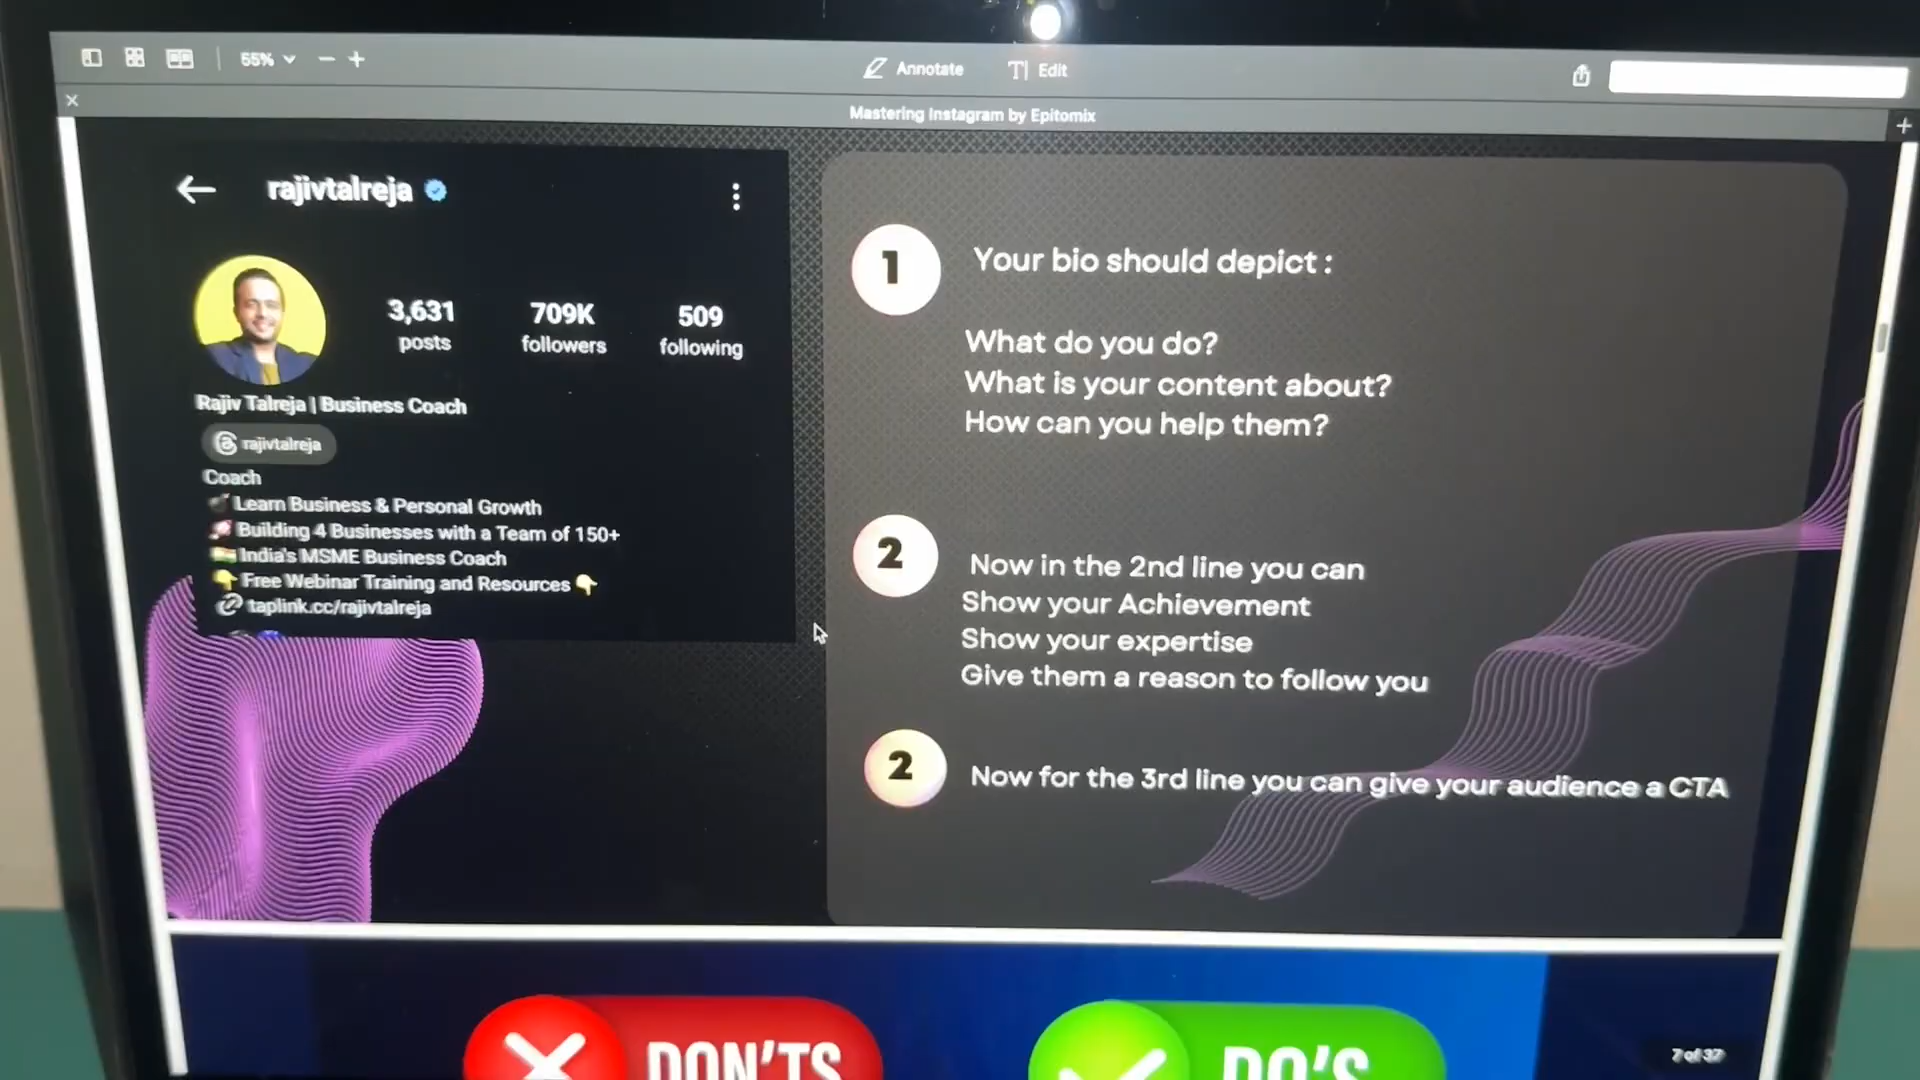 55%
Annotate
Edit
Mastering Instagram by Epitomix
rajivtalreja
3,631
posts
709K
followers
509
following
Rajiv Talreja | Business Coach
rajivtalreja
Coach
Learn Business & Personal Growth
Building 4 Businesses with a Team of 150+
India's MSME Business Coach
Free Webinar Training and Resources
taplink.cc/rajivtalreja
1
Your bio should depict :
What do you do?
What is your content about?
How can you help them?
2
Now in the 2nd line you can
Show your Achievement
Show your expertise
Give them a reason to follow you
2
Now for the 3rd line you can give your audience a CTA
DON'TS
DO'S
7 of 37